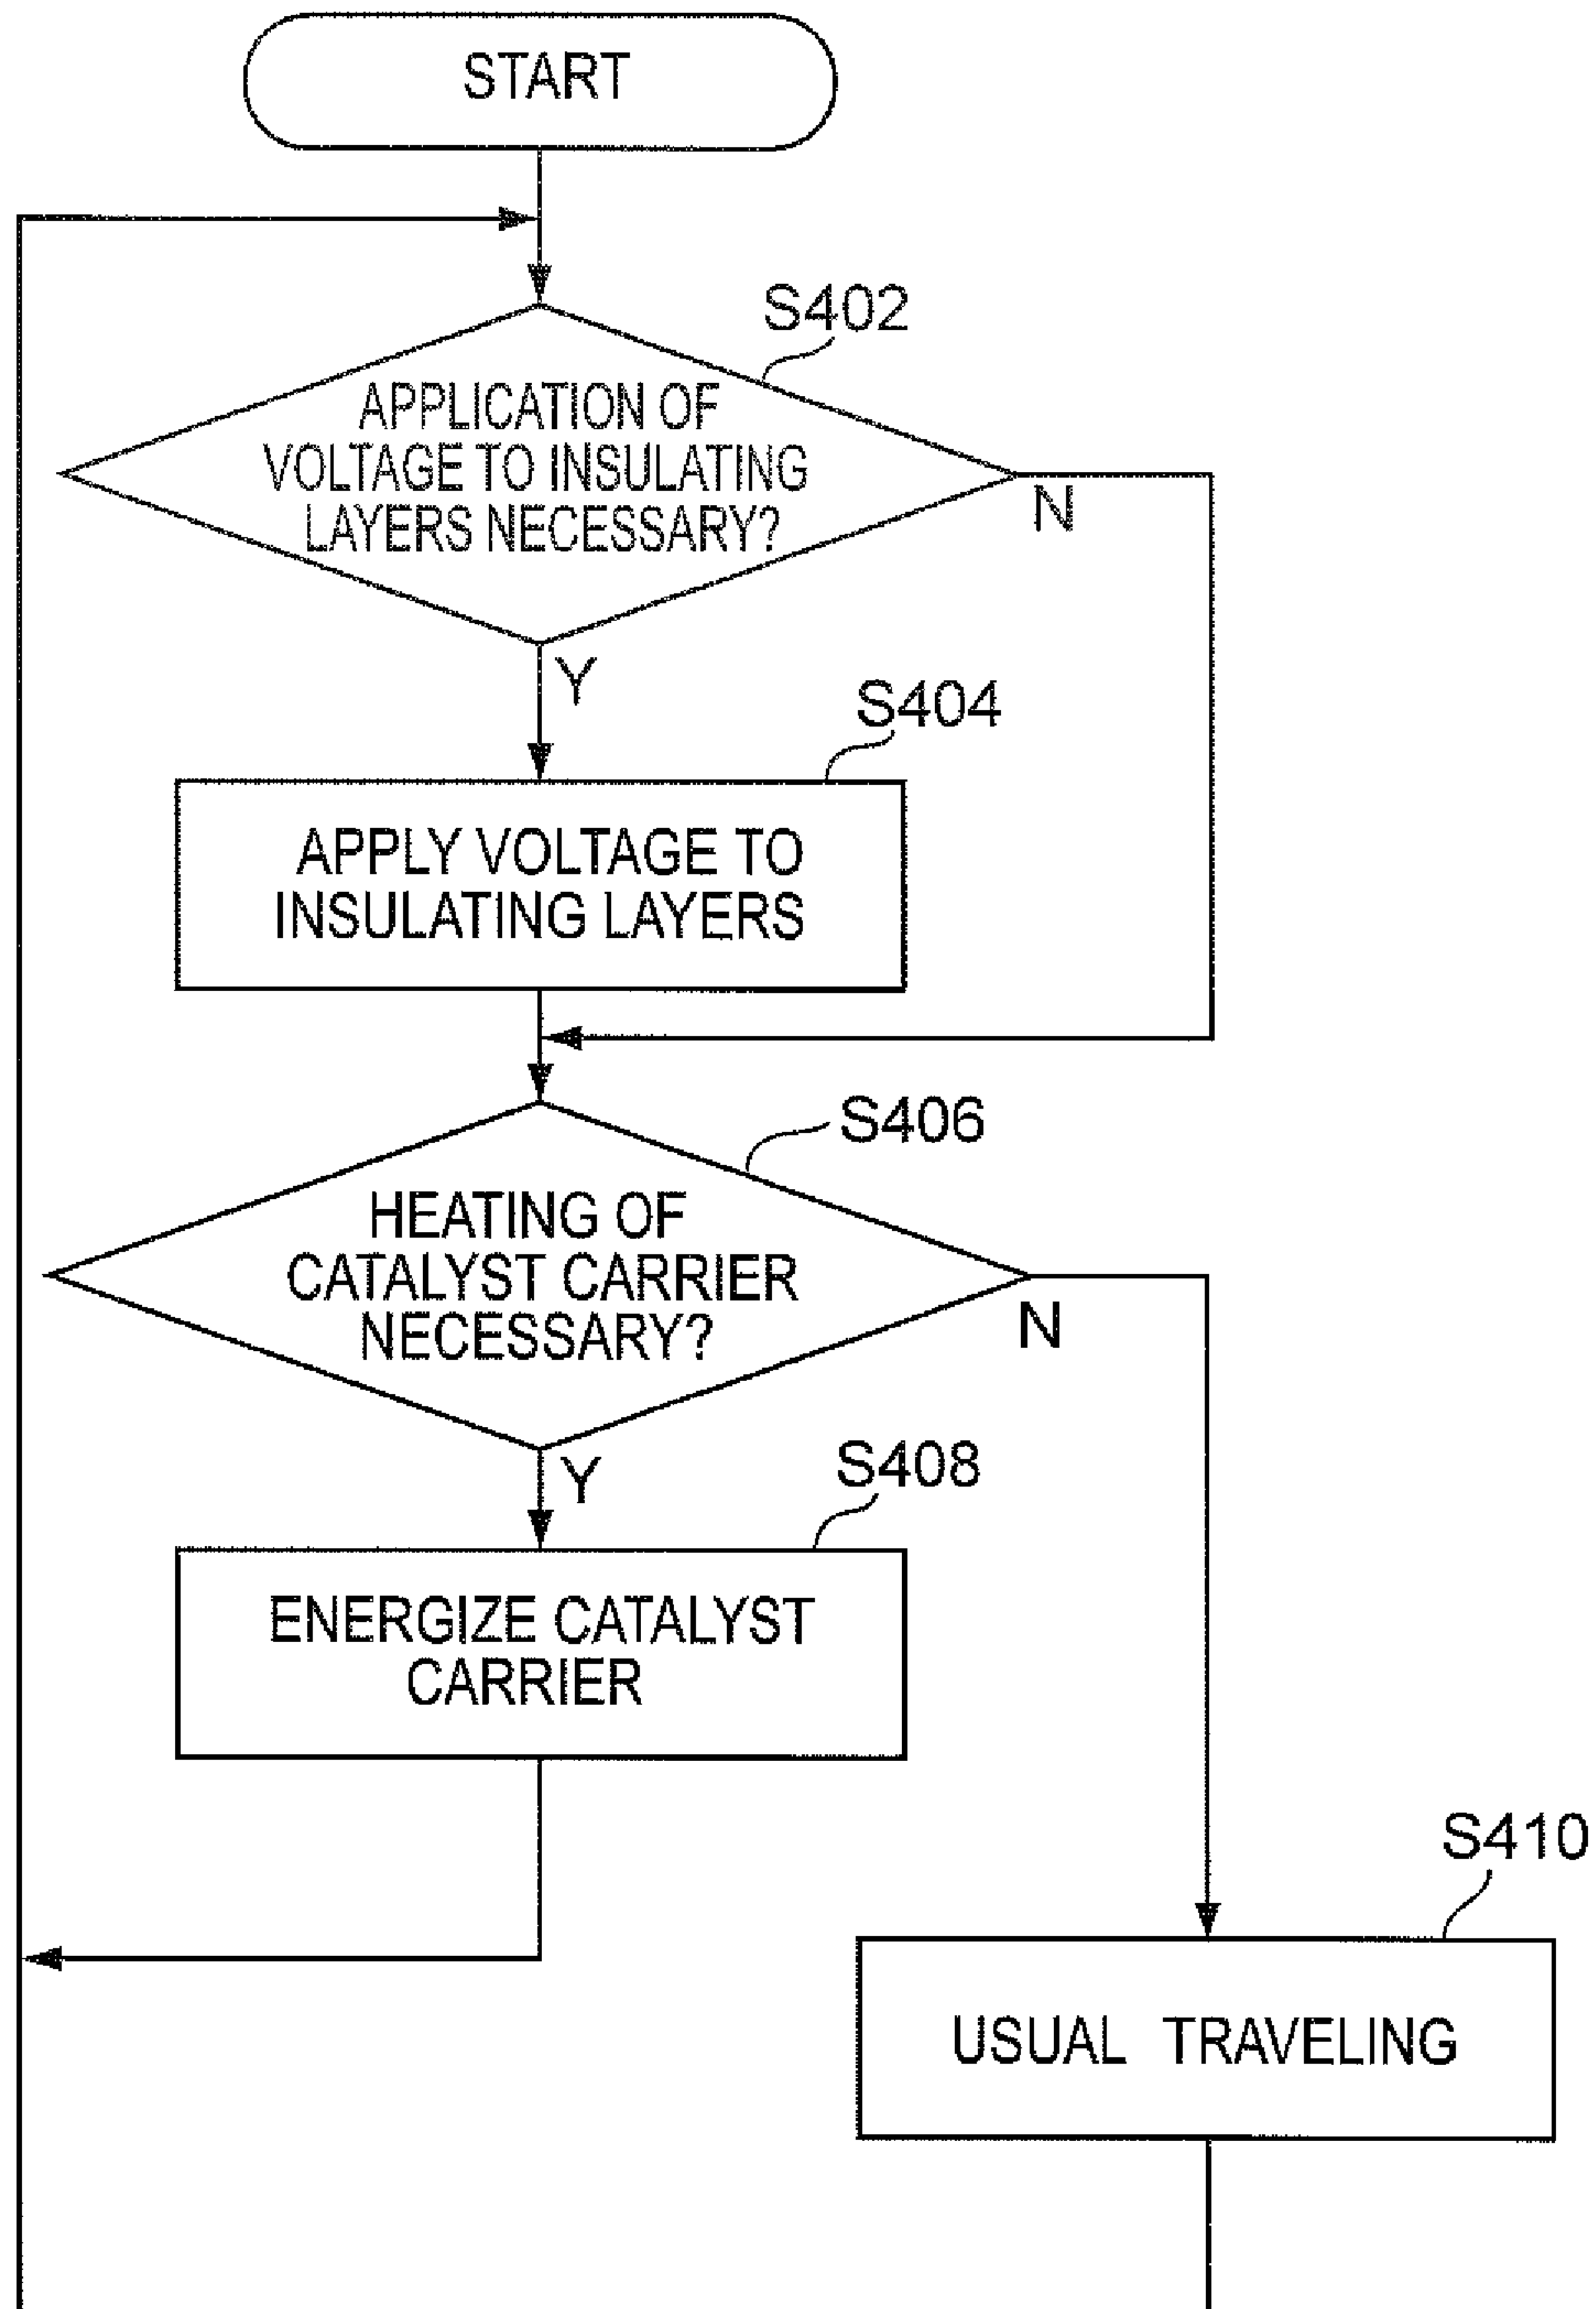 START
S402
APPLICATION OF
VOLTAGE TO INSULATING
LAYERS NECESSARY?
N
Y
S404
APPLY VOLTAGE TO
INSULATING LAYERS
S406
HEATING OF
CATALYST CARRIER
NECESSARY?
N
Y
S408
ENERGIZE CATALYST
CARRIER
S410
USUAL TRAVELING